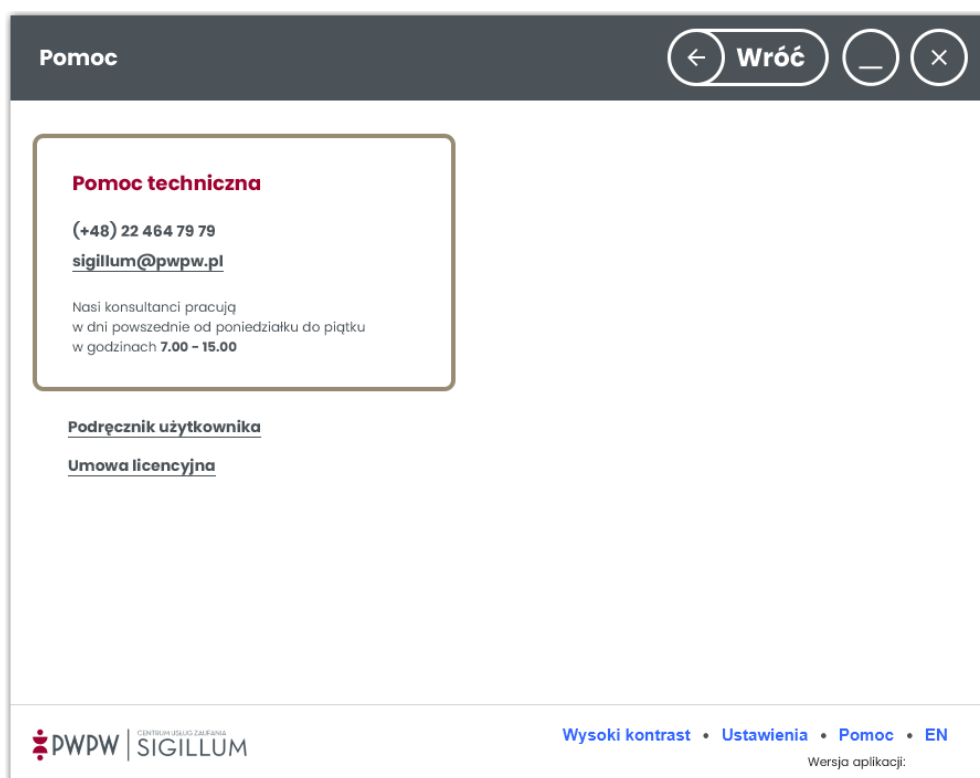 Pomoc
Wróć
Pomoc techniczna
(+48) 22 464 79 79
sigillum@pwpw.pl
Nasi konsultanci pracują
w dni powszednie od poniedziałku do piątku
w godzinach 7.00 - 15.00
Podręcznik użytkownika
Umowa licencyjna
PWPW
CENTRUM USŁUG ZAUFANIA
SIGILLUM
Wysoki kontrast • Ustawienia • Pomoc • EN
Wersja aplikacji: